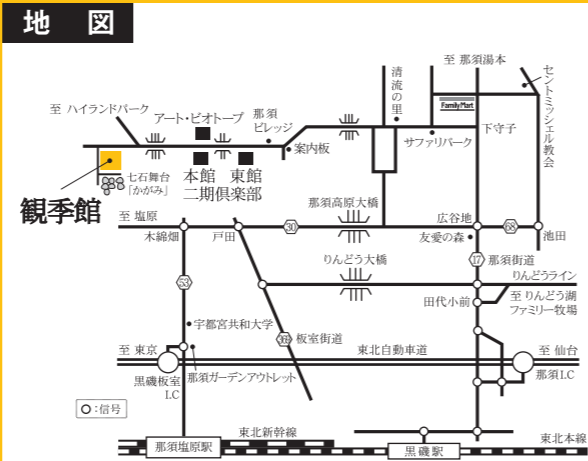 地 図
至 那須湯本
セントミッシェル教会
清流の里
至 ハイランドパーク
アート・ビオトープ
那須
ビレッジ
FamilyMart
下守子
サファリパーク
案内板
七石舞台
「かがみ」
本館
東館
二期倶楽部
観季館
那須高原大橋
至 塩原
木綿畑
戸田
30
広谷地
68
友愛の森
池田
りんどう大橋
17
那須街道
りんどうライン
53
田代小前
至 りんどう湖
ファミリー牧場
宇都宮共和大学
369
板室街道
至 東京
東北自動車道
至 仙台
黒磯板室
I.C
那須ガーデンアウトレット
那須I.C
:信号
東北新幹線
東北本線
那須塩原駅
黒磯駅